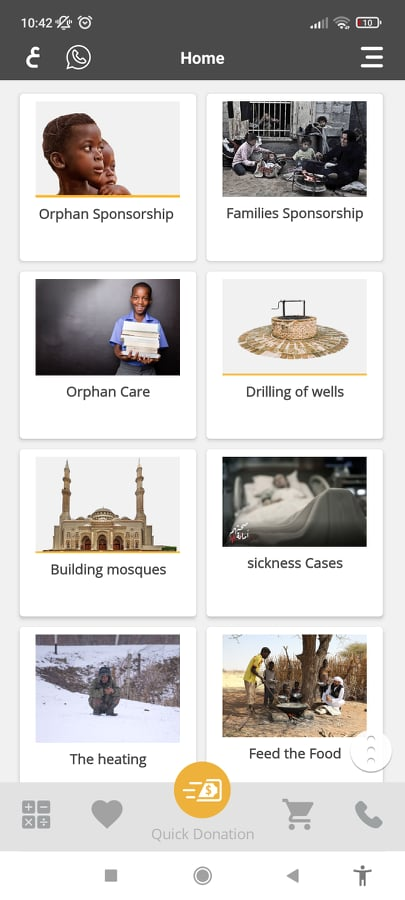 10:42
10
ع
Home
Orphan Sponsorship
Families Sponsorship
Orphan Care
Drilling of wells
Building mosques
sickness Cases
The heating
Feed the Food
Quick Donation